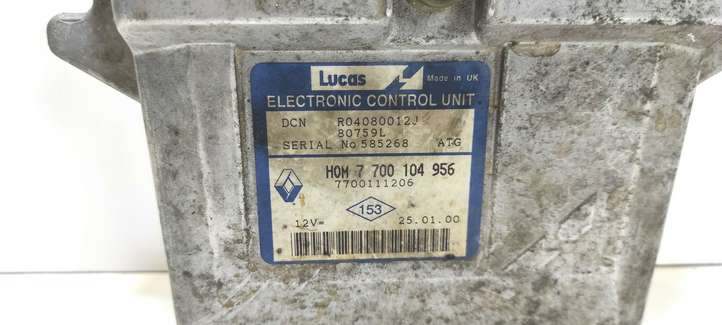 Lucas Made in UK
ELECTRONIC CONTROL UNIT
DCN R04080012J
80759L
SERIAL No 585268 ATG
HOM 7 700 104 956
7700111206
153
12V= 25.01.00